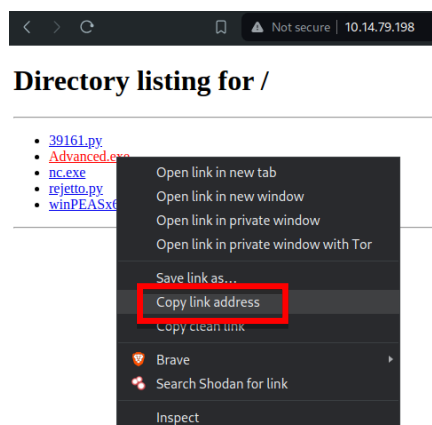 Not secure | 10.14.79.198
Directory listing for /
39161.py
Advanced.exe
nc.exe
rejetto.py
winPEASx6
Open link in new tab
Open link in new window
Open link in private window
Open link in private window with Tor
Save link as...
Copy link address
Copy clean link
Brave
Search Shodan for link
Inspect